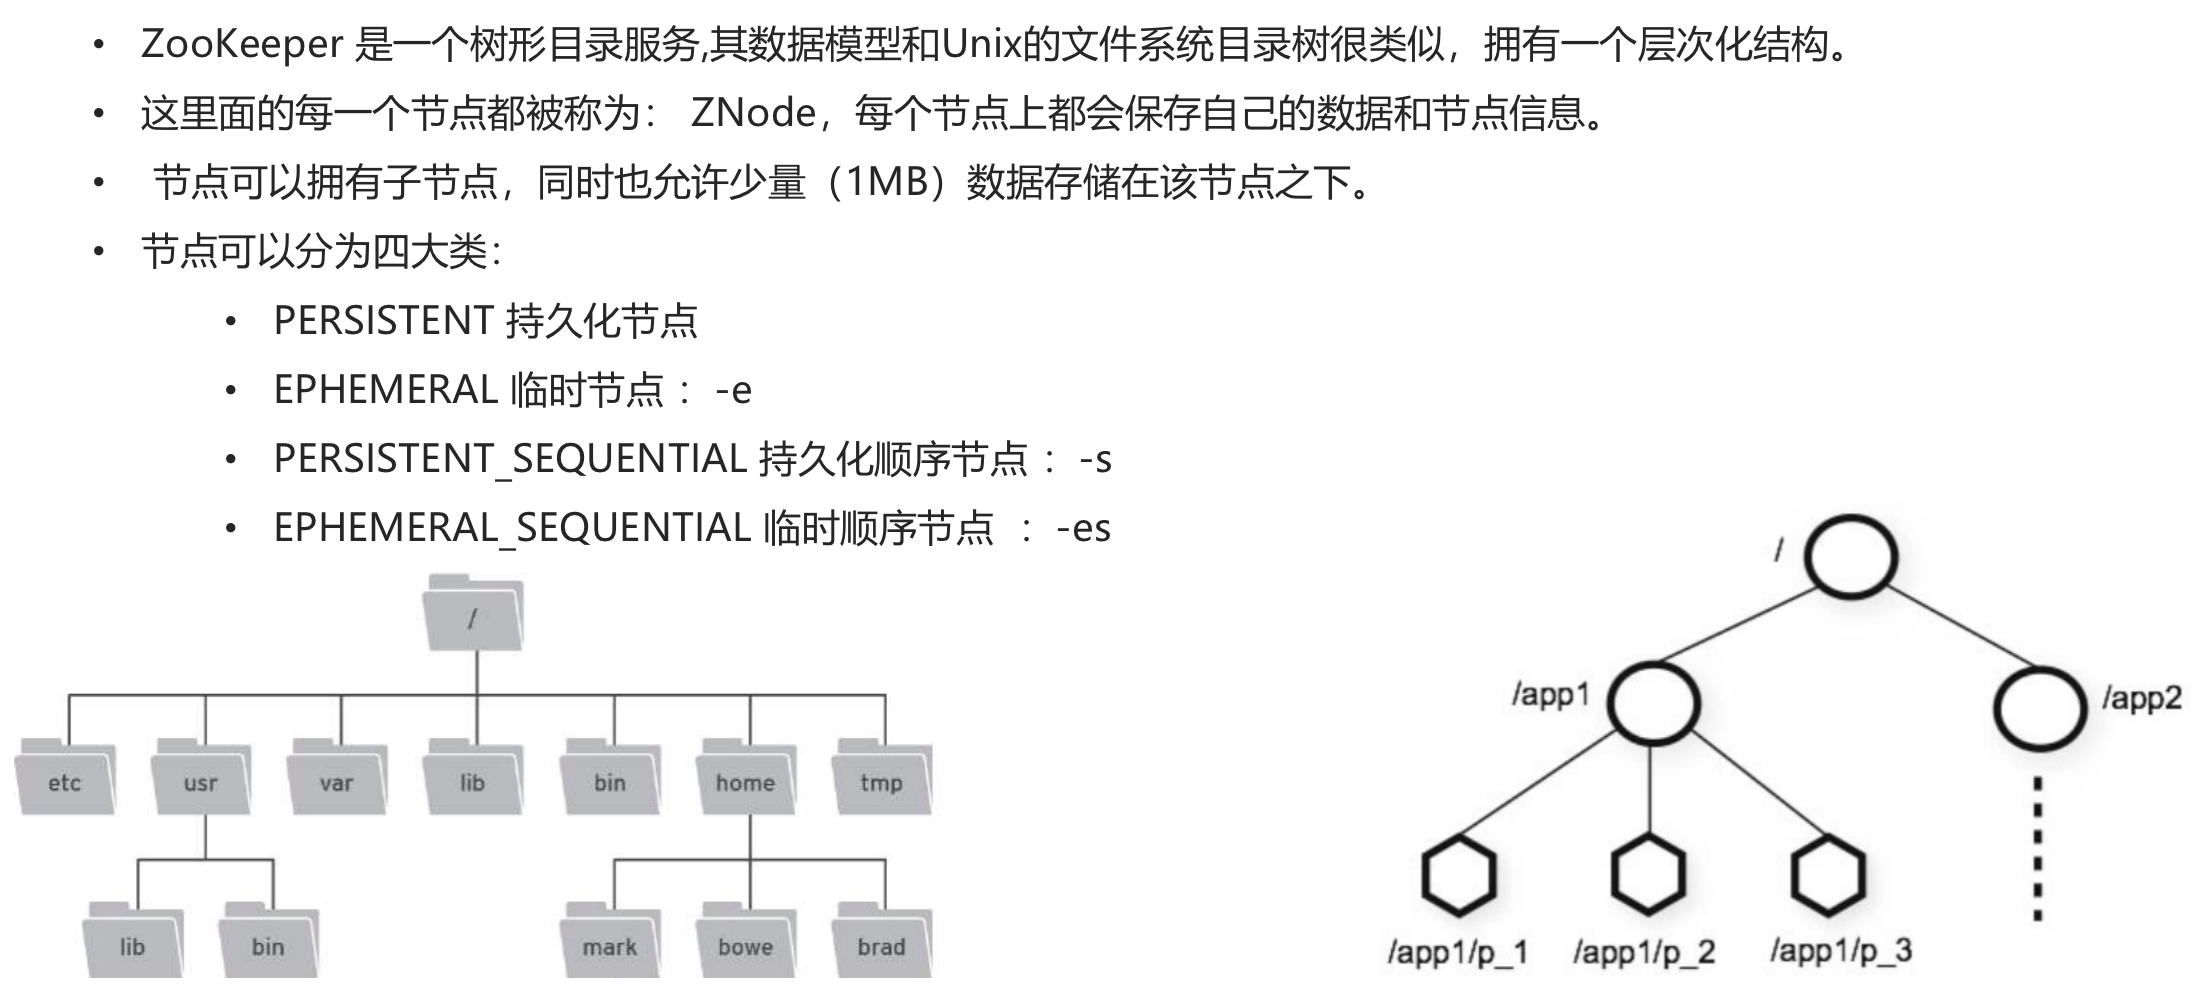 • ZooKeeper 是一个树形目录服务,其数据模型和Unix的文件系统目录树很类似，拥有一个层次化结构。
• 这里面的每一个节点都被称为： ZNode，每个节点上都会保存自己的数据和节点信息。
• 节点可以拥有子节点，同时也允许少量（1MB）数据存储在该节点之下。
• 节点可以分为四大类：
• PERSISTENT 持久化节点
• EPHEMERAL 临时节点 ：-e
• PERSISTENT_SEQUENTIAL 持久化顺序节点 ：-s
• EPHEMERAL_SEQUENTIAL 临时顺序节点 ：-es
/
etc usr var lib bin home tmp
lib bin mark bowe brad
/
/app1 /app2
/app1/p_1 /app1/p_2 /app1/p_3